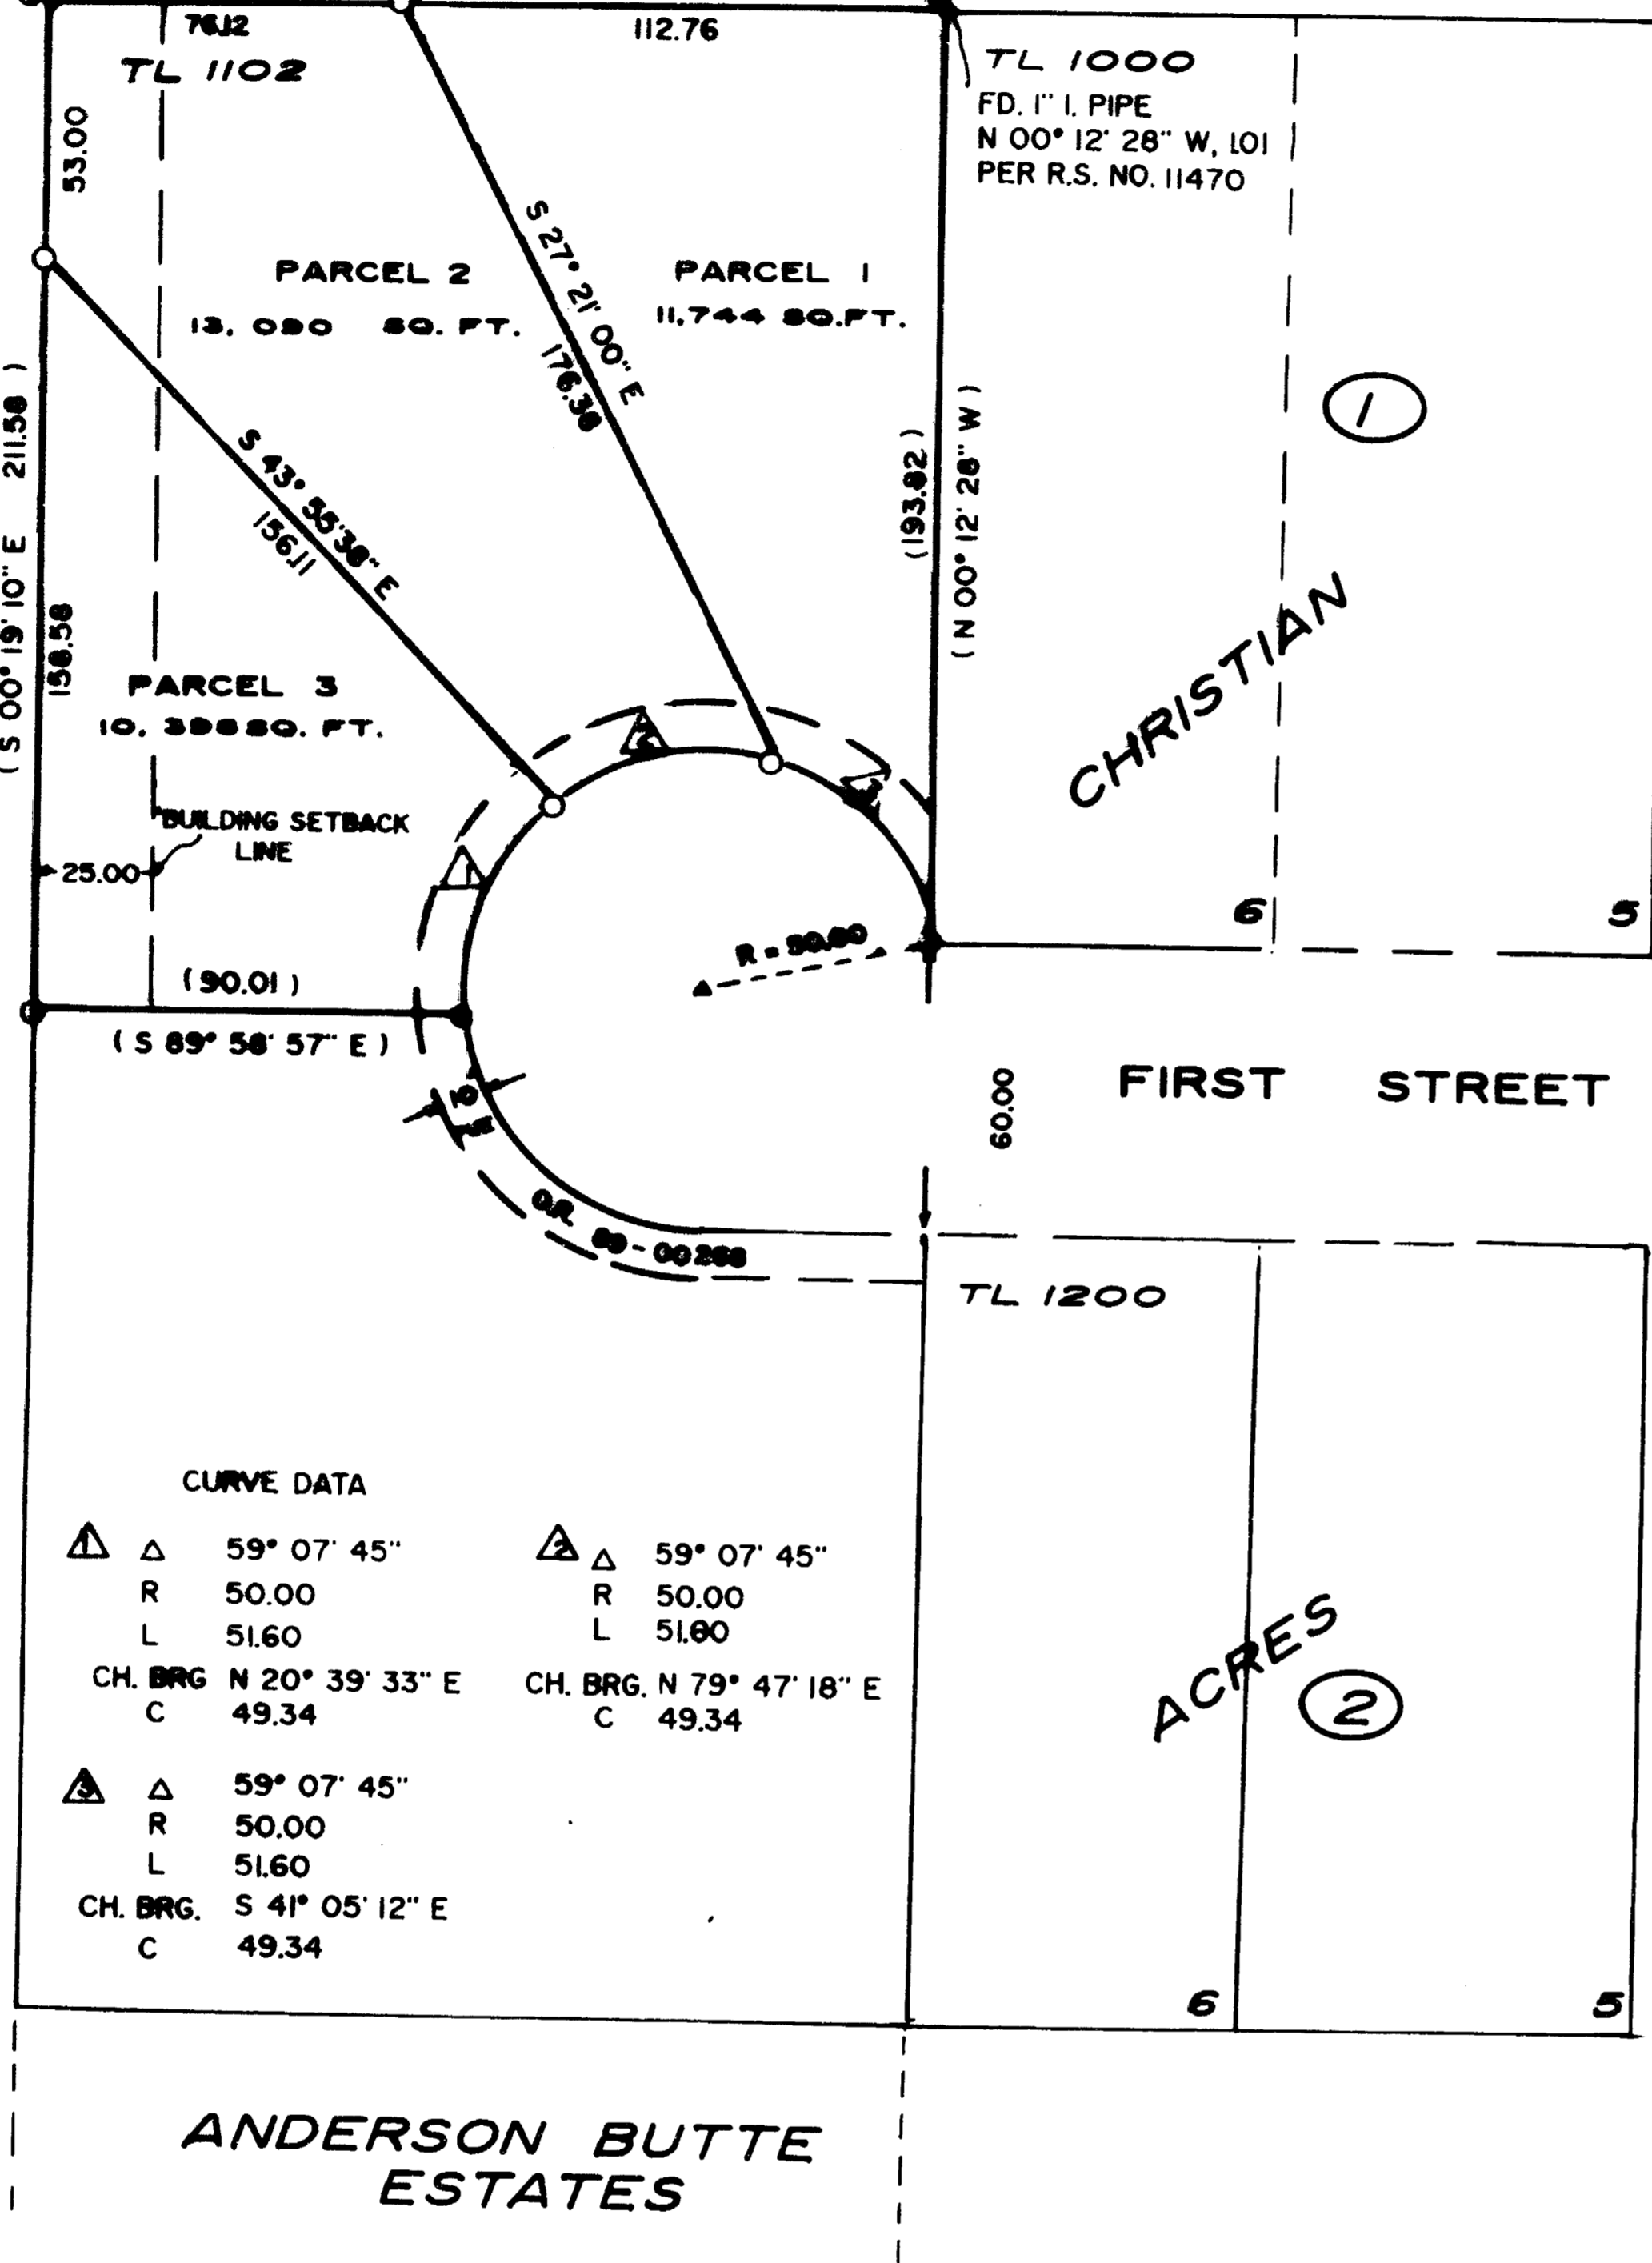 76.12
112.76
TL 1102
TL 1000
FD. 1" I. PIPE
N 00° 12' 28" W, 1.01
PER R.S. NO. 11470
53.00
S 27° 21' 00" E
176.38
PARCEL 2
13,090 SQ. FT.
PARCEL 1
11,744 SQ. FT.
1
(S 00° 19' 10" E 211.58)
158.58
S 43° 55' 38" E
156.11
(193.82)
(N 00° 12' 28" W)
CHRISTIAN
PARCEL 3
10, SQ. FT.
2
3
BUILDING SETBACK
LINE
25.00
1
6
5
R = 50.00
(90.01)
(S 89° 58' 57" E)
FIRST STREET
60.00
10'
O.R.
TL 1200
CURVE DATA
1 Δ 59° 07' 45"
R 50.00
L 51.60
CH. BRG N 20° 39' 33" E
C 49.34
2 Δ 59° 07' 45"
R 50.00
L 51.60
CH. BRG. N 79° 47' 18" E
C 49.34
3 Δ 59° 07' 45"
R 50.00
L 51.60
CH. BRG. S 41° 05' 12" E
C 49.34
ACRES
2
6
5
ANDERSON BUTTE
ESTATES